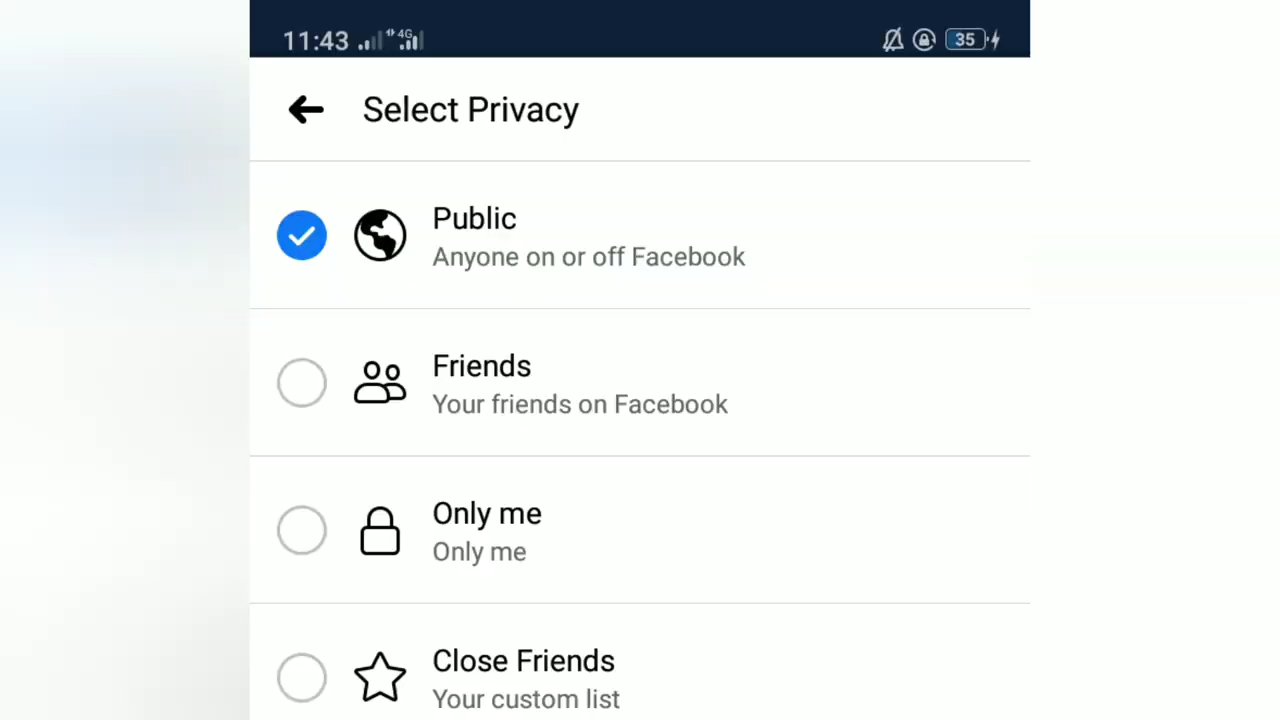 11:43 4G 35
Select Privacy
Public
Anyone on or off Facebook
Friends
Your friends on Facebook
Only me
Only me
Close Friends
Your custom list